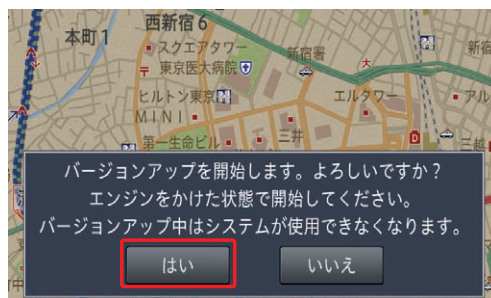 西新宿6
本町1
スクエアタワー
新宿署
東京医大病院
ヒルトン東京
エルタワー
アル
MINI
第一生命ビル
三井
三越
バージョンアップを開始します。よろしいですか？
エンジンをかけた状態で開始してください。
バージョンアップ中はシステムが使用できなくなります。
はい
いいえ